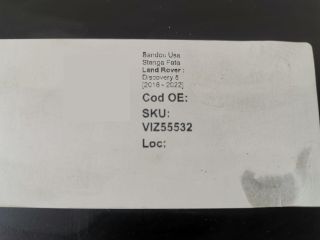 Bandou Usa
Stanga Fata
Land Rover :
Discovery 5
[2016 - 2022]
Cod OE:
SKU:
VIZ55532
Loc: